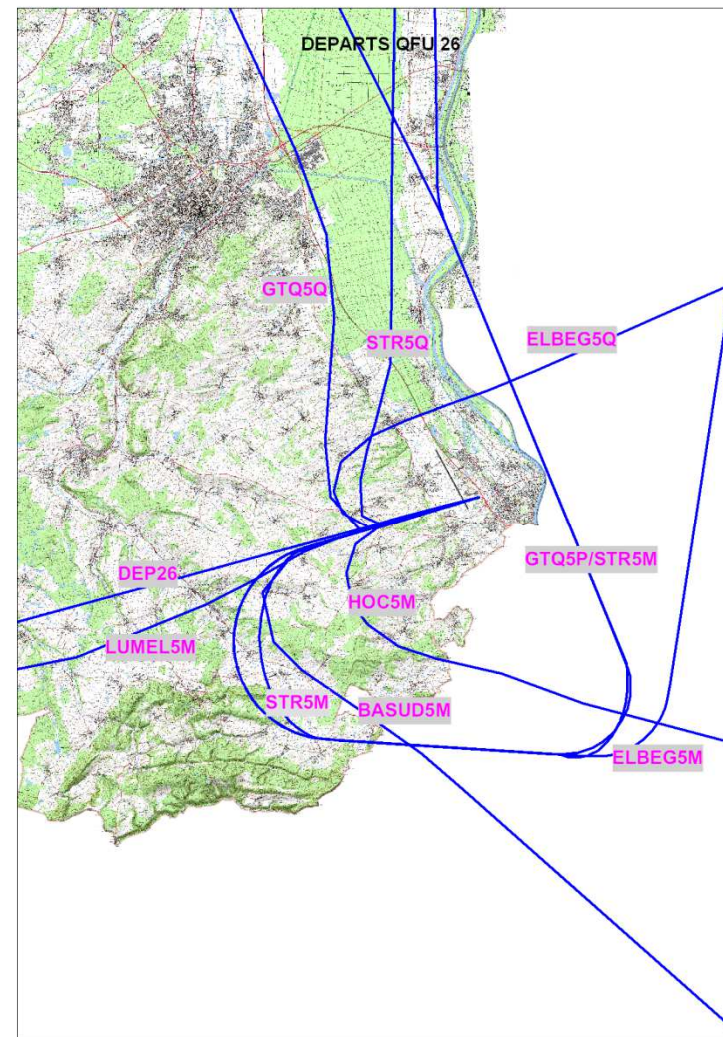 DEPARTS QFU 26
GTQ5Q
STR5Q
ELBEG5Q
GTQ5P/STR5M
DEP26
HOC5M
LUMEL5M
STR5M
BASUD5M
ELBEG5M